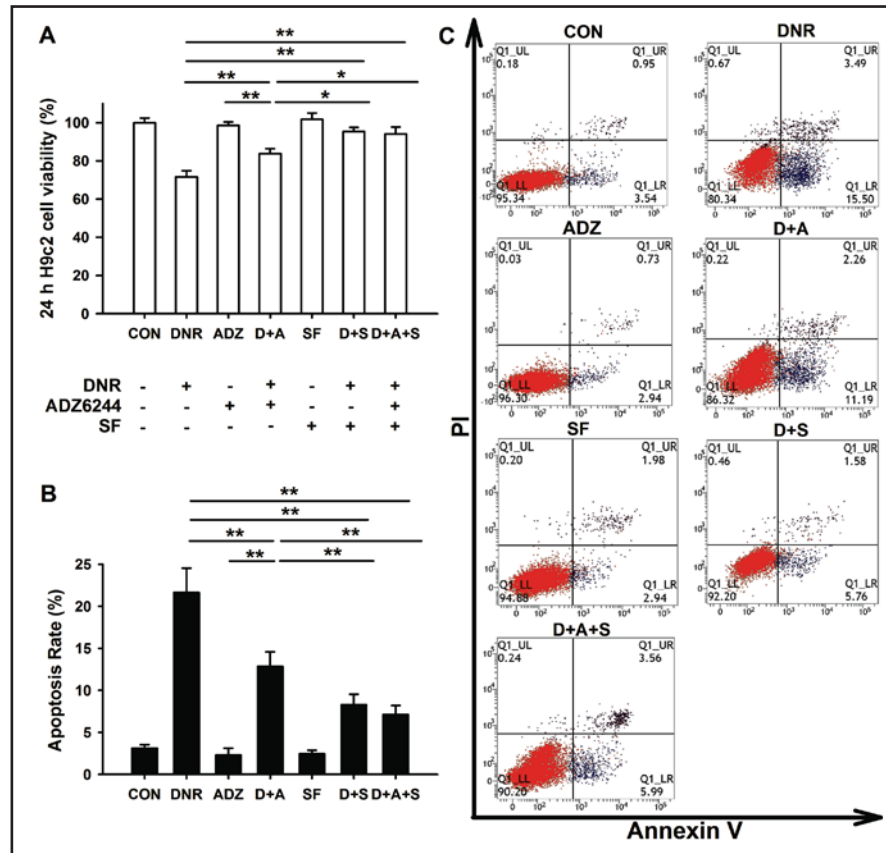 A
**
**
** *
** *
24 h H9c2 cell viability (%)
100
80
60
40
20
0
CON DNR ADZ D+A SF D+S D+A+S
DNR - + - + - + +
ADZ6244 - - + + - - +
SF - - - - + + +
B
**
**
** **
** **
Apoptosis Rate (%)
25
20
15
10
5
0
CON DNR ADZ D+A SF D+S D+A+S
C
PI
Annexin V
CON
Q1_UL 0.18
Q1_UR 0.95
Q1_LL 95.34
Q1_LR 3.54
DNR
Q1_UL 0.67
Q1_UR 3.49
Q1_LL 80.34
Q1_LR 15.50
ADZ
Q1_UL 0.03
Q1_UR 0.73
Q1_LL 96.30
Q1_LR 2.94
D+A
Q1_UL 0.22
Q1_UR 2.26
Q1_LL 86.32
Q1_LR 11.19
SF
Q1_UL 0.20
Q1_UR 1.98
Q1_LL 94.88
Q1_LR 2.94
D+S
Q1_UL 0.46
Q1_UR 1.58
Q1_LL 92.20
Q1_LR 5.76
D+A+S
Q1_UL 0.24
Q1_UR 3.56
Q1_LL 90.20
Q1_LR 5.99